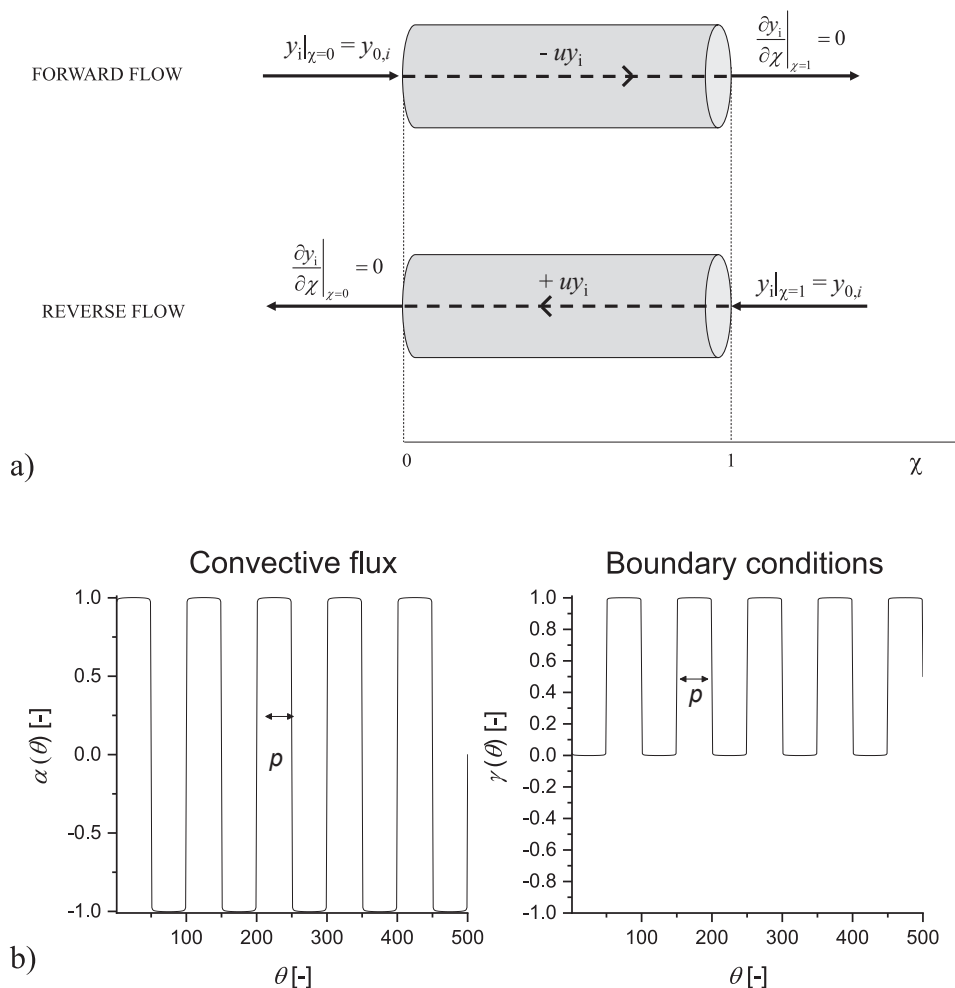 FORWARD FLOW
y_i|_{χ=0} = y_{0,i}
- uy_i
∂y_i/∂χ|_{χ=1} = 0
REVERSE FLOW
∂y_i/∂χ|_{χ=0} = 0
+ uy_i
y_i|_{χ=1} = y_{0,i}
0
1
χ
a)
Convective flux
1.0
0.5
0.0
-0.5
-1.0
α(θ) [-]
p
100 200 300 400 500
θ [-]
Boundary conditions
1.0
0.8
0.6
0.4
0.2
0.0
-0.2
-0.4
-0.6
-0.8
-1.0
γ(θ) [-]
p
100 200 300 400 500
θ [-]
b)